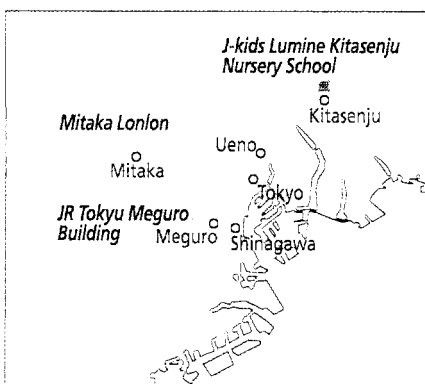 J-kids Lumine Kitasenju
Nursery School
Kitasenju
Mitaka Lonlon
Ueno
Mitaka
Tokyo
JR Tokyu Meguro
Building
Meguro
Shinagawa